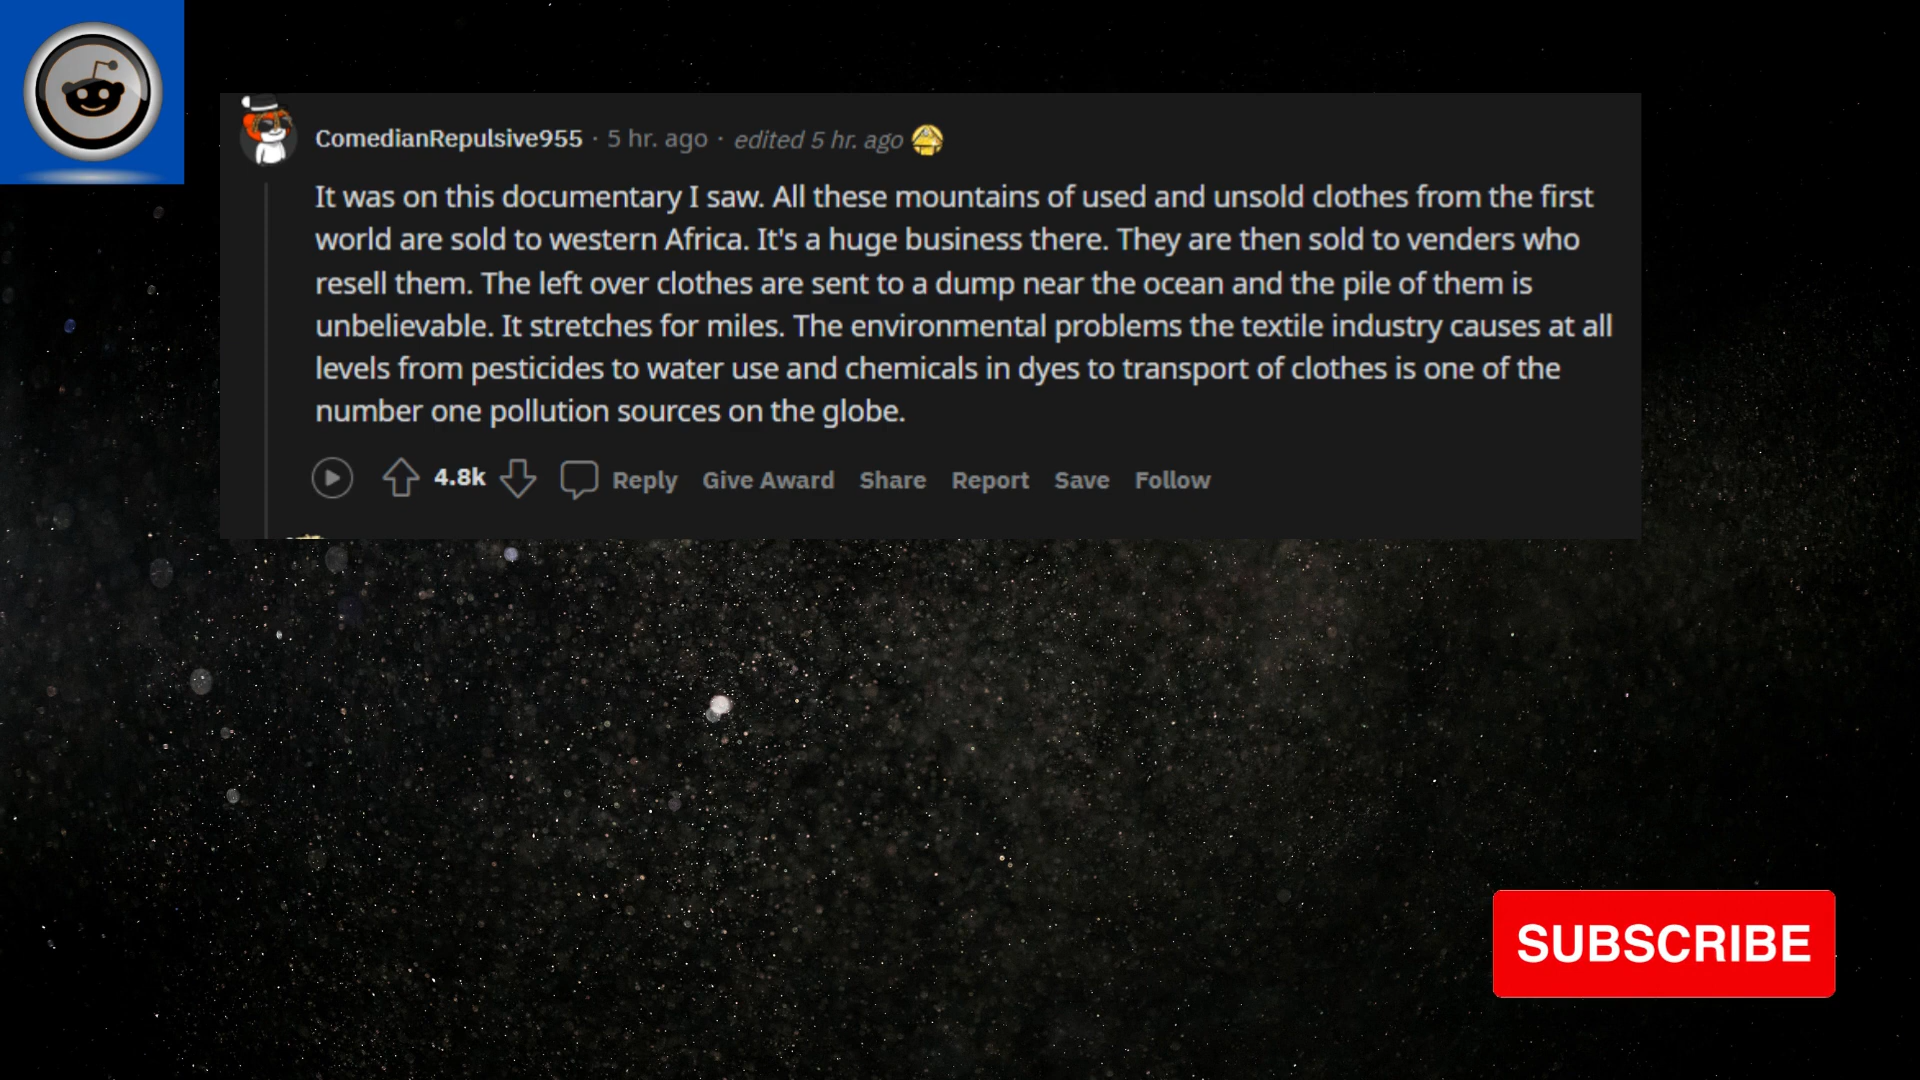 ComedianRepulsive955 · 5 hr. ago · edited 5 hr. ago
It was on this documentary I saw. All these mountains of used and unsold clothes from the first
world are sold to western Africa. It's a huge business there. They are then sold to venders who
resell them. The left over clothes are sent to a dump near the ocean and the pile of them is
unbelievable. It stretches for miles. The environmental problems the textile industry causes at all
levels from pesticides to water use and chemicals in dyes to transport of clothes is one of the
number one pollution sources on the globe.
4.8k Reply Give Award Share Report Save Follow
SUBSCRIBE